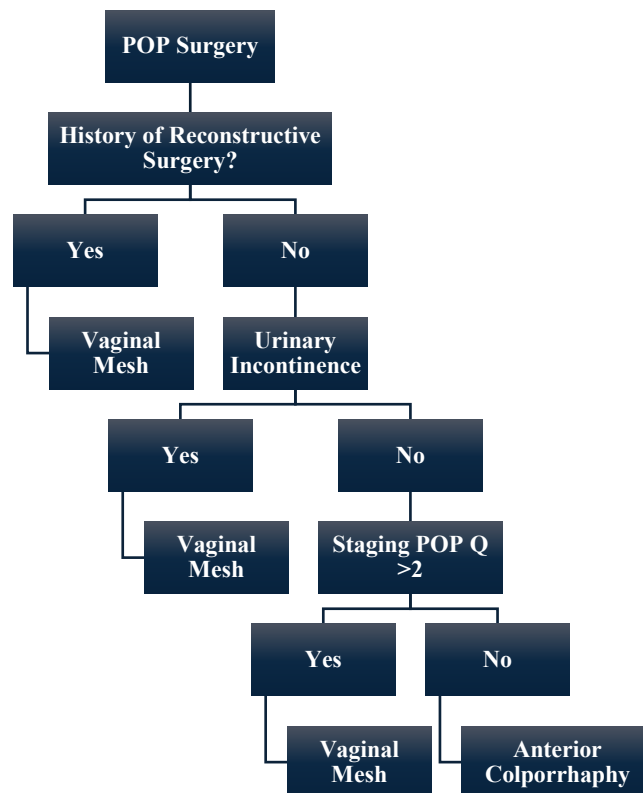 POP Surgery
History of Reconstructive
Surgery?
Yes
No
Vaginal
Mesh
Urinary
Incontinence
Yes
No
Vaginal
Mesh
Staging POP Q
>2
Yes
No
Vaginal
Mesh
Anterior
Colporrhaphy